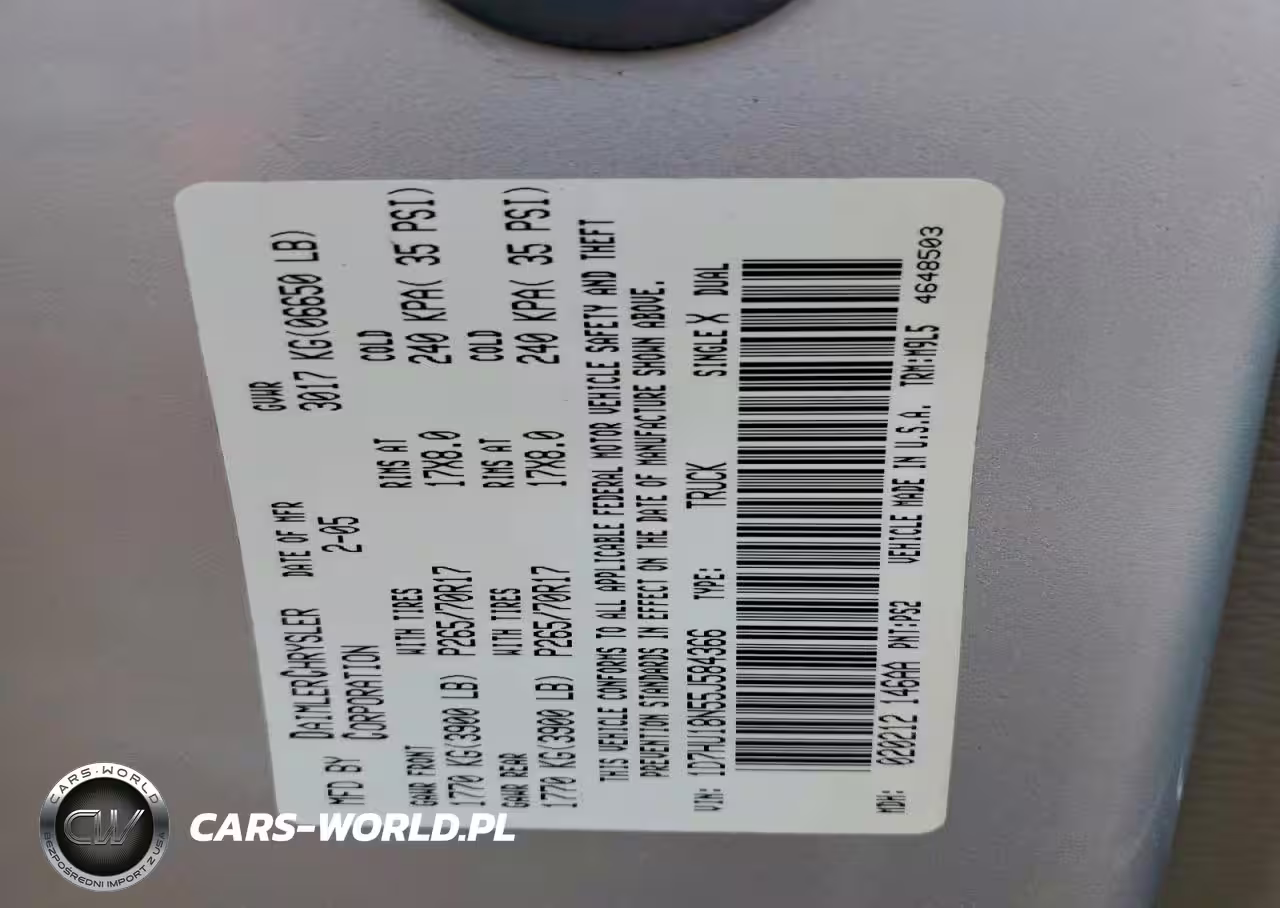 MFD BY DAIMLERCHRYSLER CORPORATION DATE OF MFR 2-05 GVWR 3017 KG(06650 LB)
GAWR FRONT WITH TIRES RIMS AT COLD
1770 KG(3900 LB) P265/70R17 17X8.0 240 KPA( 35 PSI)
GAWR REAR WITH TIRES RIMS AT COLD
1770 KG(3900 LB) P265/70R17 17X8.0 240 KPA( 35 PSI)
THIS VEHICLE CONFORMS TO ALL APPLICABLE FEDERAL MOTOR VEHICLE SAFETY AND THEFT
PREVENTION STANDARDS IN EFFECT ON THE DATE OF MANUFACTURE SHOWN ABOVE.
VIN: 1D7HU18N55J584366 TYPE: TRUCK SINGLE X DUAL
MDH: 020212 146AA PNT:PS2 VEHICLE MADE IN U.S.A. TRM:M9L5 4648503
CARS-WORLD
CW
BEZPOŚREDNI IMPORT Z USA
CARS-WORLD.PL